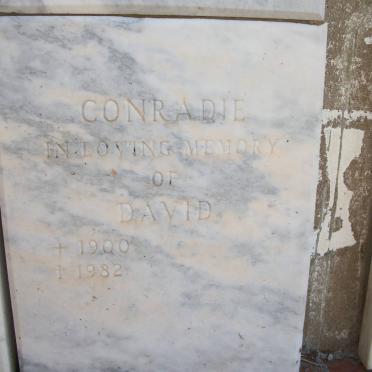 CONRADIE
IN LOVING MEMORY
OF
DAVID
† 1900
† 1982